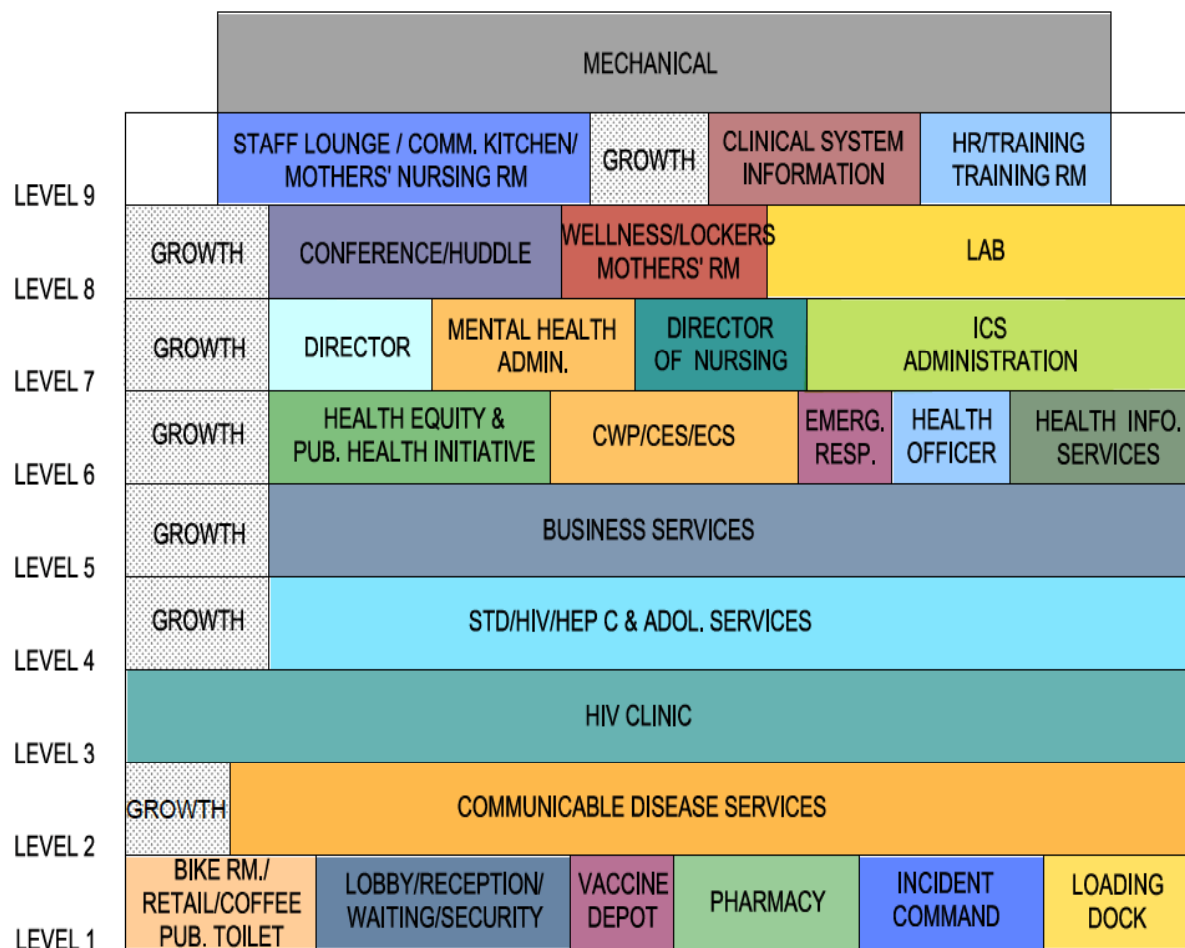 MECHANICAL
STAFF LOUNGE / COMM. KITCHEN/
MOTHERS' NURSING RM
GROWTH
CLINICAL SYSTEM
INFORMATION
HR/TRAINING
TRAINING RM
LEVEL 9
GROWTH
CONFERENCE/HUDDLE
WELLNESS/LOCKERS
MOTHERS' RM
LAB
LEVEL 8
GROWTH
DIRECTOR
MENTAL HEALTH
ADMIN.
DIRECTOR
OF NURSING
ICS
ADMINISTRATION
LEVEL 7
GROWTH
HEALTH EQUITY &
PUB. HEALTH INITIATIVE
CWP/CES/ECS
EMERG.
RESP.
HEALTH
OFFICER
HEALTH INFO.
SERVICES
LEVEL 6
GROWTH
BUSINESS SERVICES
LEVEL 5
GROWTH
STD/HIV/HEP C & ADOL. SERVICES
LEVEL 4
HIV CLINIC
LEVEL 3
GROWTH
COMMUNICABLE DISEASE SERVICES
LEVEL 2
BIKE RM./
RETAIL/COFFEE
PUB. TOILET
LOBBY/RECEPTION/
WAITING/SECURITY
VACCINE
DEPOT
PHARMACY
INCIDENT
COMMAND
LOADING
DOCK
LEVEL 1